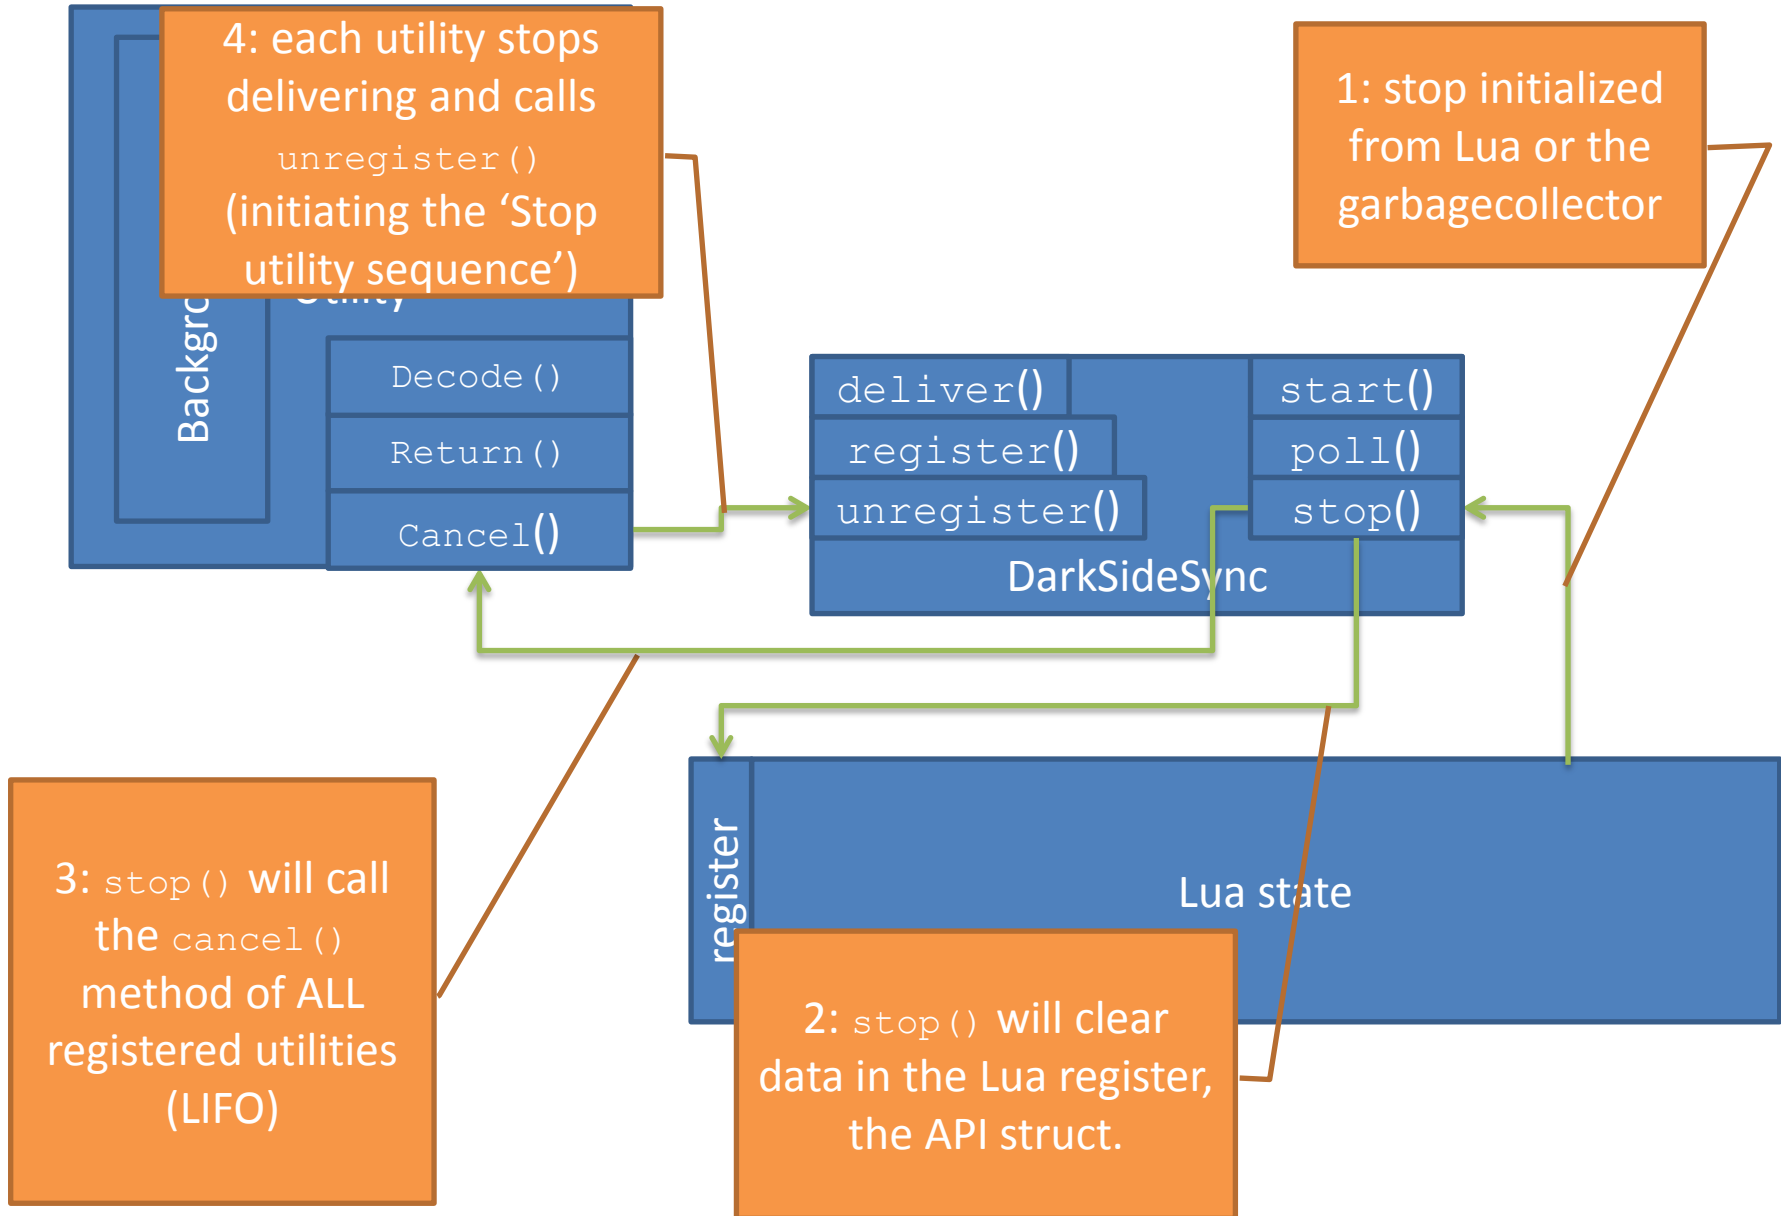 4: each utility stops
delivering and calls
unregister()
(initiating the ‘Stop
utility sequence’)
1: stop initialized
from Lua or the
garbagecollector
Utility
Decode()
Return()
Cancel()
deliver()
register()
unregister()
start()
poll()
stop()
DarkSideSync
register
Lua state
3: stop() will call
the cancel()
method of ALL
registered utilities
(LIFO)
2: stop() will clear
data in the Lua register,
the API struct.